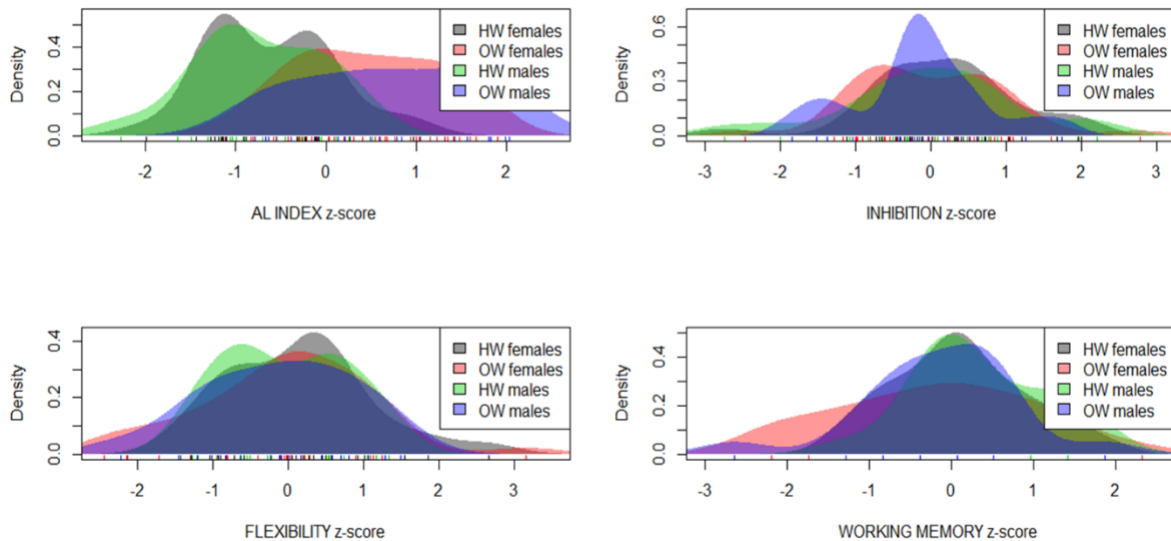 Density
0.0 0.2 0.4
HW females
OW females
HW males
OW males
-2 -1 0 1 2
AL INDEX z-score
Density
0.0 0.3 0.6
HW females
OW females
HW males
OW males
-3 -2 -1 0 1 2 3
INHIBITION z-score
Density
0.0 0.2 0.4
HW females
OW females
HW males
OW males
-2 -1 0 1 2 3
FLEXIBILITY z-score
Density
0.0 0.2 0.4
HW females
OW females
HW males
OW males
-3 -2 -1 0 1 2
WORKING MEMORY z-score